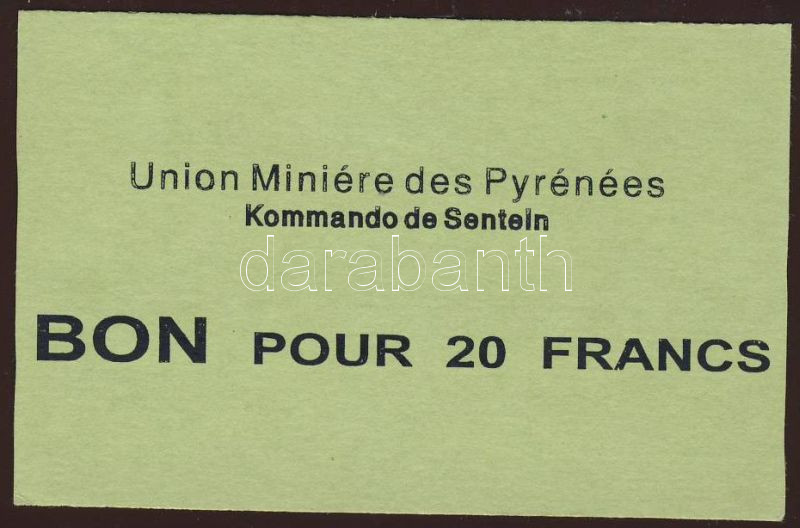 Union Miniére des Pyrénées
Kommando de Sentein
darabanth
BON POUR 20 FRANCS